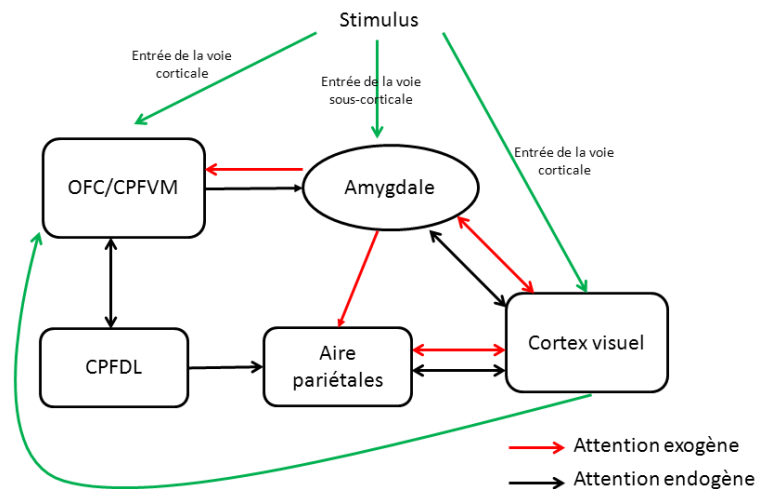 Stimulus
Entrée de la voie
corticale
Entrée de la voie
sous-corticale
Entrée de la voie
corticale
OFC/CPFVM
Amygdale
CPFDL
Aire
pariétales
Cortex visuel
Attention exogène
Attention endogène